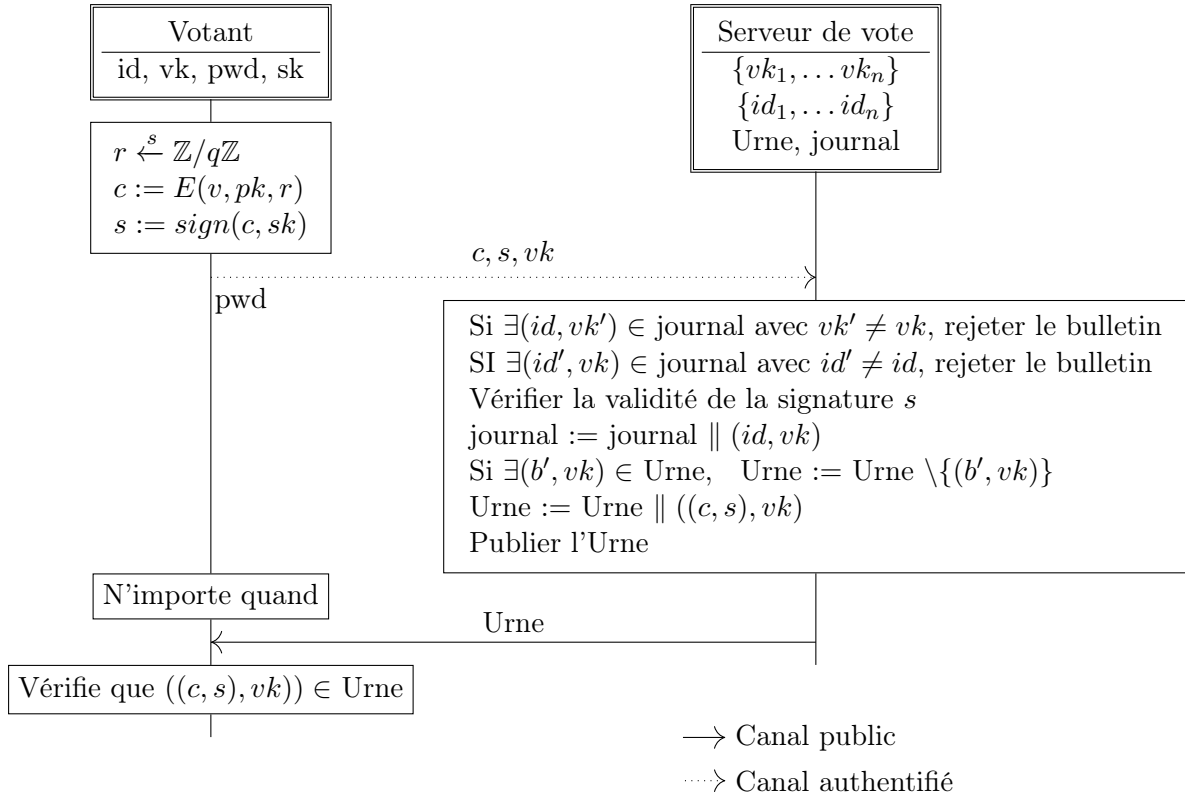 Votant
id, vk, pwd, sk
Serveur de vote
{vk₁, … vkₙ}
{id₁, … idₙ}
Urne, journal
r ←ˢ ℤ/qℤ
c := E(v, pk, r)
s := sign(c, sk)
c, s, vk
pwd
Si ∃(id, vk′) ∈ journal avec vk′ ≠ vk, rejeter le bulletin
SI ∃(id′, vk) ∈ journal avec id′ ≠ id, rejeter le bulletin
Vérifier la validité de la signature s
journal := journal ∥ (id, vk)
Si ∃(b′, vk) ∈ Urne, Urne := Urne \{(b′, vk)}
Urne := Urne ∥ ((c, s), vk)
Publier l'Urne
N'importe quand
Urne
Vérifie que ((c, s), vk)) ∈ Urne
Canal public
Canal authentifié